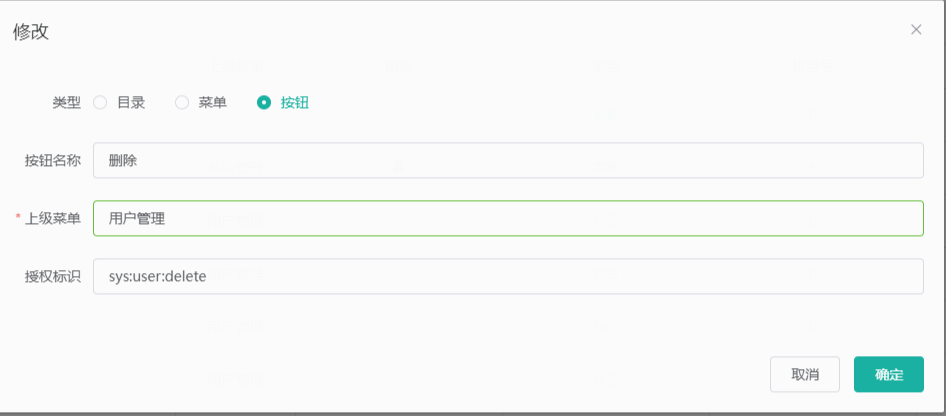 修改
类型 目录 菜单 按钮
按钮名称 删除
* 上级菜单 用户管理
授权标识 sys:user:delete
取消 确定